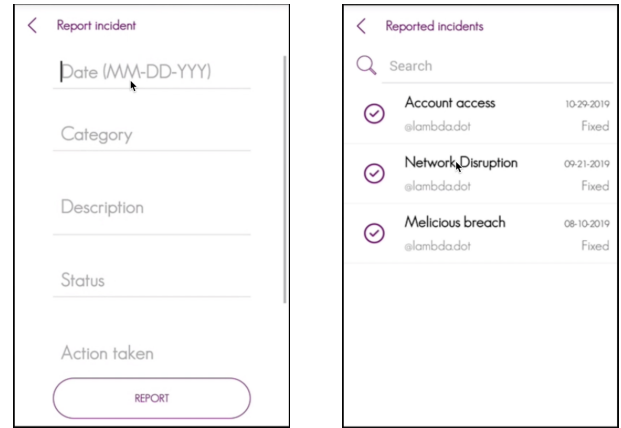 Report incident
Date (MM-DD-YYY)
Category
Description
Status
Action taken
REPORT
Reported incidents
Search
Account access 10-29-2019
@lambda.dot Fixed
Network Disruption 09-21-2019
@lambda.dot Fixed
Melicious breach 08-10-2019
@lambda.dot Fixed